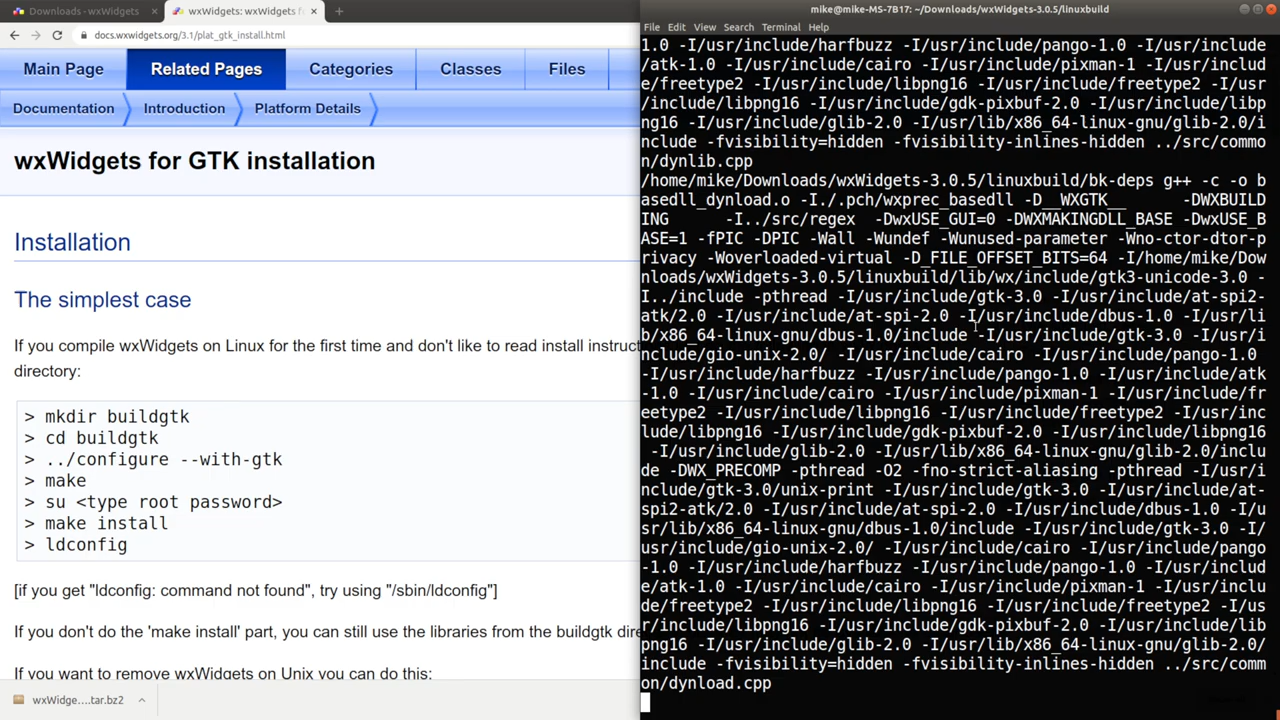 Downloads - wxWidgets
wxWidgets: wxWidgets f
docs.wxwidgets.org/3.1/plat_gtk_install.html
Main Page
Related Pages
Categories
Classes
Files
Documentation
Introduction
Platform Details
wxWidgets for GTK installation
Installation
The simplest case
If you compile wxWidgets on Linux for the first time and don't like to read install instruct
directory:
> mkdir buildgtk
> cd buildgtk
> ../configure --with-gtk
> make
> su <type root password>
> make install
> ldconfig
[if you get "ldconfig: command not found", try using "/sbin/ldconfig"]
If you don't do the 'make install' part, you can still use the libraries from the buildgtk dire
If you want to remove wxWidgets on Unix you can do this:
wxWidge....tar.bz2
mike@mike-MS-7B17: ~/Downloads/wxWidgets-3.0.5/linuxbuild
File Edit View Search Terminal Help
1.0 -I/usr/include/harfbuzz -I/usr/include/pango-1.0 -I/usr/include
/atk-1.0 -I/usr/include/cairo -I/usr/include/pixman-1 -I/usr/includ
e/freetype2 -I/usr/include/libpng16 -I/usr/include/freetype2 -I/usr
/include/libpng16 -I/usr/include/gdk-pixbuf-2.0 -I/usr/include/libp
ng16 -I/usr/include/glib-2.0 -I/usr/lib/x86_64-linux-gnu/glib-2.0/i
nclude -fvisibility=hidden -fvisibility-inlines-hidden ../src/commo
n/dynlib.cpp
/home/mike/Downloads/wxWidgets-3.0.5/linuxbuild/bk-deps g++ -c -o b
asedll_dynload.o -I./.pch/wxprec_basedll -D__WXGTK__ -DWXBUILD
ING -I../src/regex -DwxUSE_GUI=0 -DWXMAKINGDLL_BASE -DwxUSE_B
ASE=1 -fPIC -DPIC -Wall -Wundef -Wunused-parameter -Wno-ctor-dtor-p
rivacy -Woverloaded-virtual -D_FILE_OFFSET_BITS=64 -I/home/mike/Dow
nloads/wxWidgets-3.0.5/linuxbuild/lib/wx/include/gtk3-unicode-3.0 -
I../include -pthread -I/usr/include/gtk-3.0 -I/usr/include/at-spi2-
atk/2.0 -I/usr/include/at-spi-2.0 -I/usr/include/dbus-1.0 -I/usr/li
b/x86_64-linux-gnu/dbus-1.0/include -I/usr/include/gtk-3.0 -I/usr/i
nclude/gio-unix-2.0/ -I/usr/include/cairo -I/usr/include/pango-1.0
-I/usr/include/harfbuzz -I/usr/include/pango-1.0 -I/usr/include/atk
-1.0 -I/usr/include/cairo -I/usr/include/pixman-1 -I/usr/include/fr
eetype2 -I/usr/include/libpng16 -I/usr/include/freetype2 -I/usr/inc
lude/libpng16 -I/usr/include/gdk-pixbuf-2.0 -I/usr/include/libpng16
-I/usr/include/glib-2.0 -I/usr/lib/x86_64-linux-gnu/glib-2.0/inclu
de -DWX_PRECOMP -pthread -O2 -fno-strict-aliasing -pthread -I/usr/i
nclude/gtk-3.0/unix-print -I/usr/include/gtk-3.0 -I/usr/include/at-
spi2-atk/2.0 -I/usr/include/at-spi-2.0 -I/usr/include/dbus-1.0 -I/u
sr/lib/x86_64-linux-gnu/dbus-1.0/include -I/usr/include/gtk-3.0 -I/
usr/include/gio-unix-2.0/ -I/usr/include/cairo -I/usr/include/pango
-1.0 -I/usr/include/harfbuzz -I/usr/include/pango-1.0 -I/usr/includ
e/atk-1.0 -I/usr/include/cairo -I/usr/include/pixman-1 -I/usr/inclu
de/freetype2 -I/usr/include/libpng16 -I/usr/include/freetype2 -I/us
r/include/libpng16 -I/usr/include/gdk-pixbuf-2.0 -I/usr/include/lib
png16 -I/usr/include/glib-2.0 -I/usr/lib/x86_64-linux-gnu/glib-2.0/
include -fvisibility=hidden -fvisibility-inlines-hidden ../src/comm
on/dynload.cpp